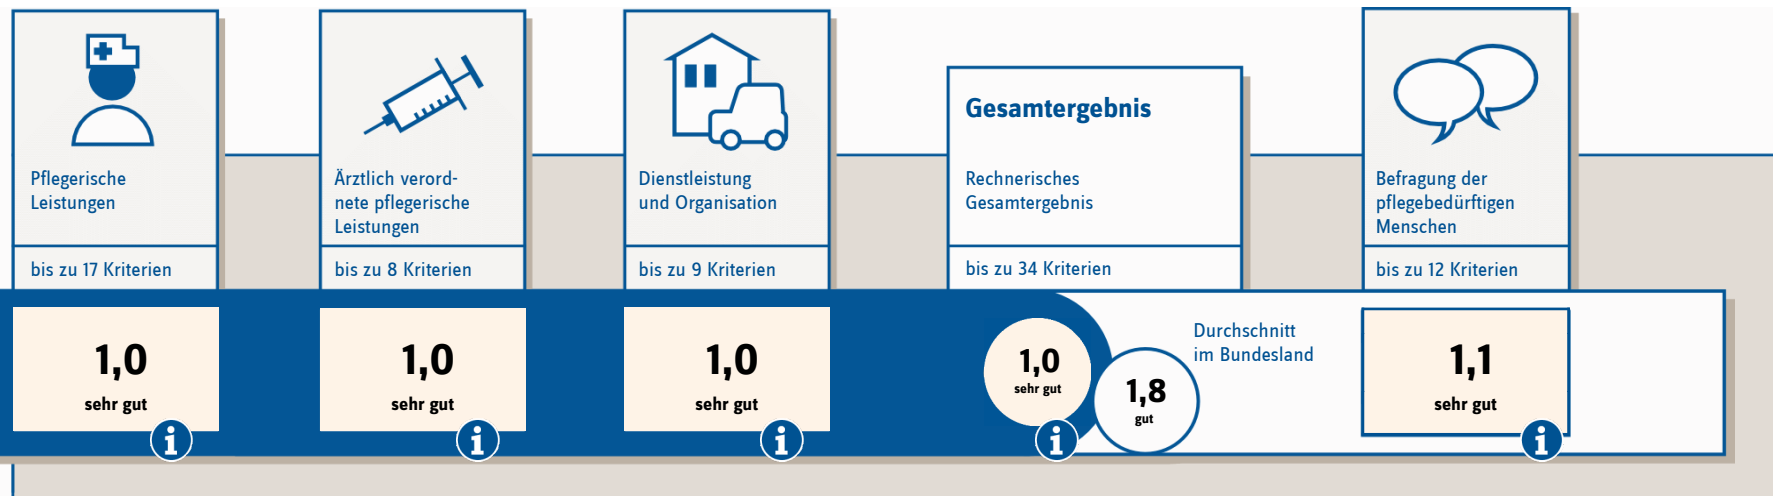 Pflegerische
Leistungen
bis zu 17 Kriterien
1,0
sehr gut
Ärztlich verord-
nete pflegerische
Leistungen
bis zu 8 Kriterien
1,0
sehr gut
Dienstleistung
und Organisation
bis zu 9 Kriterien
1,0
sehr gut
Gesamtergebnis
Rechnerisches
Gesamtergebnis
bis zu 34 Kriterien
1,0
sehr gut
1,8
gut
Durchschnitt
im Bundesland
Befragung der
pflegebedürftigen
Menschen
bis zu 12 Kriterien
1,1
sehr gut